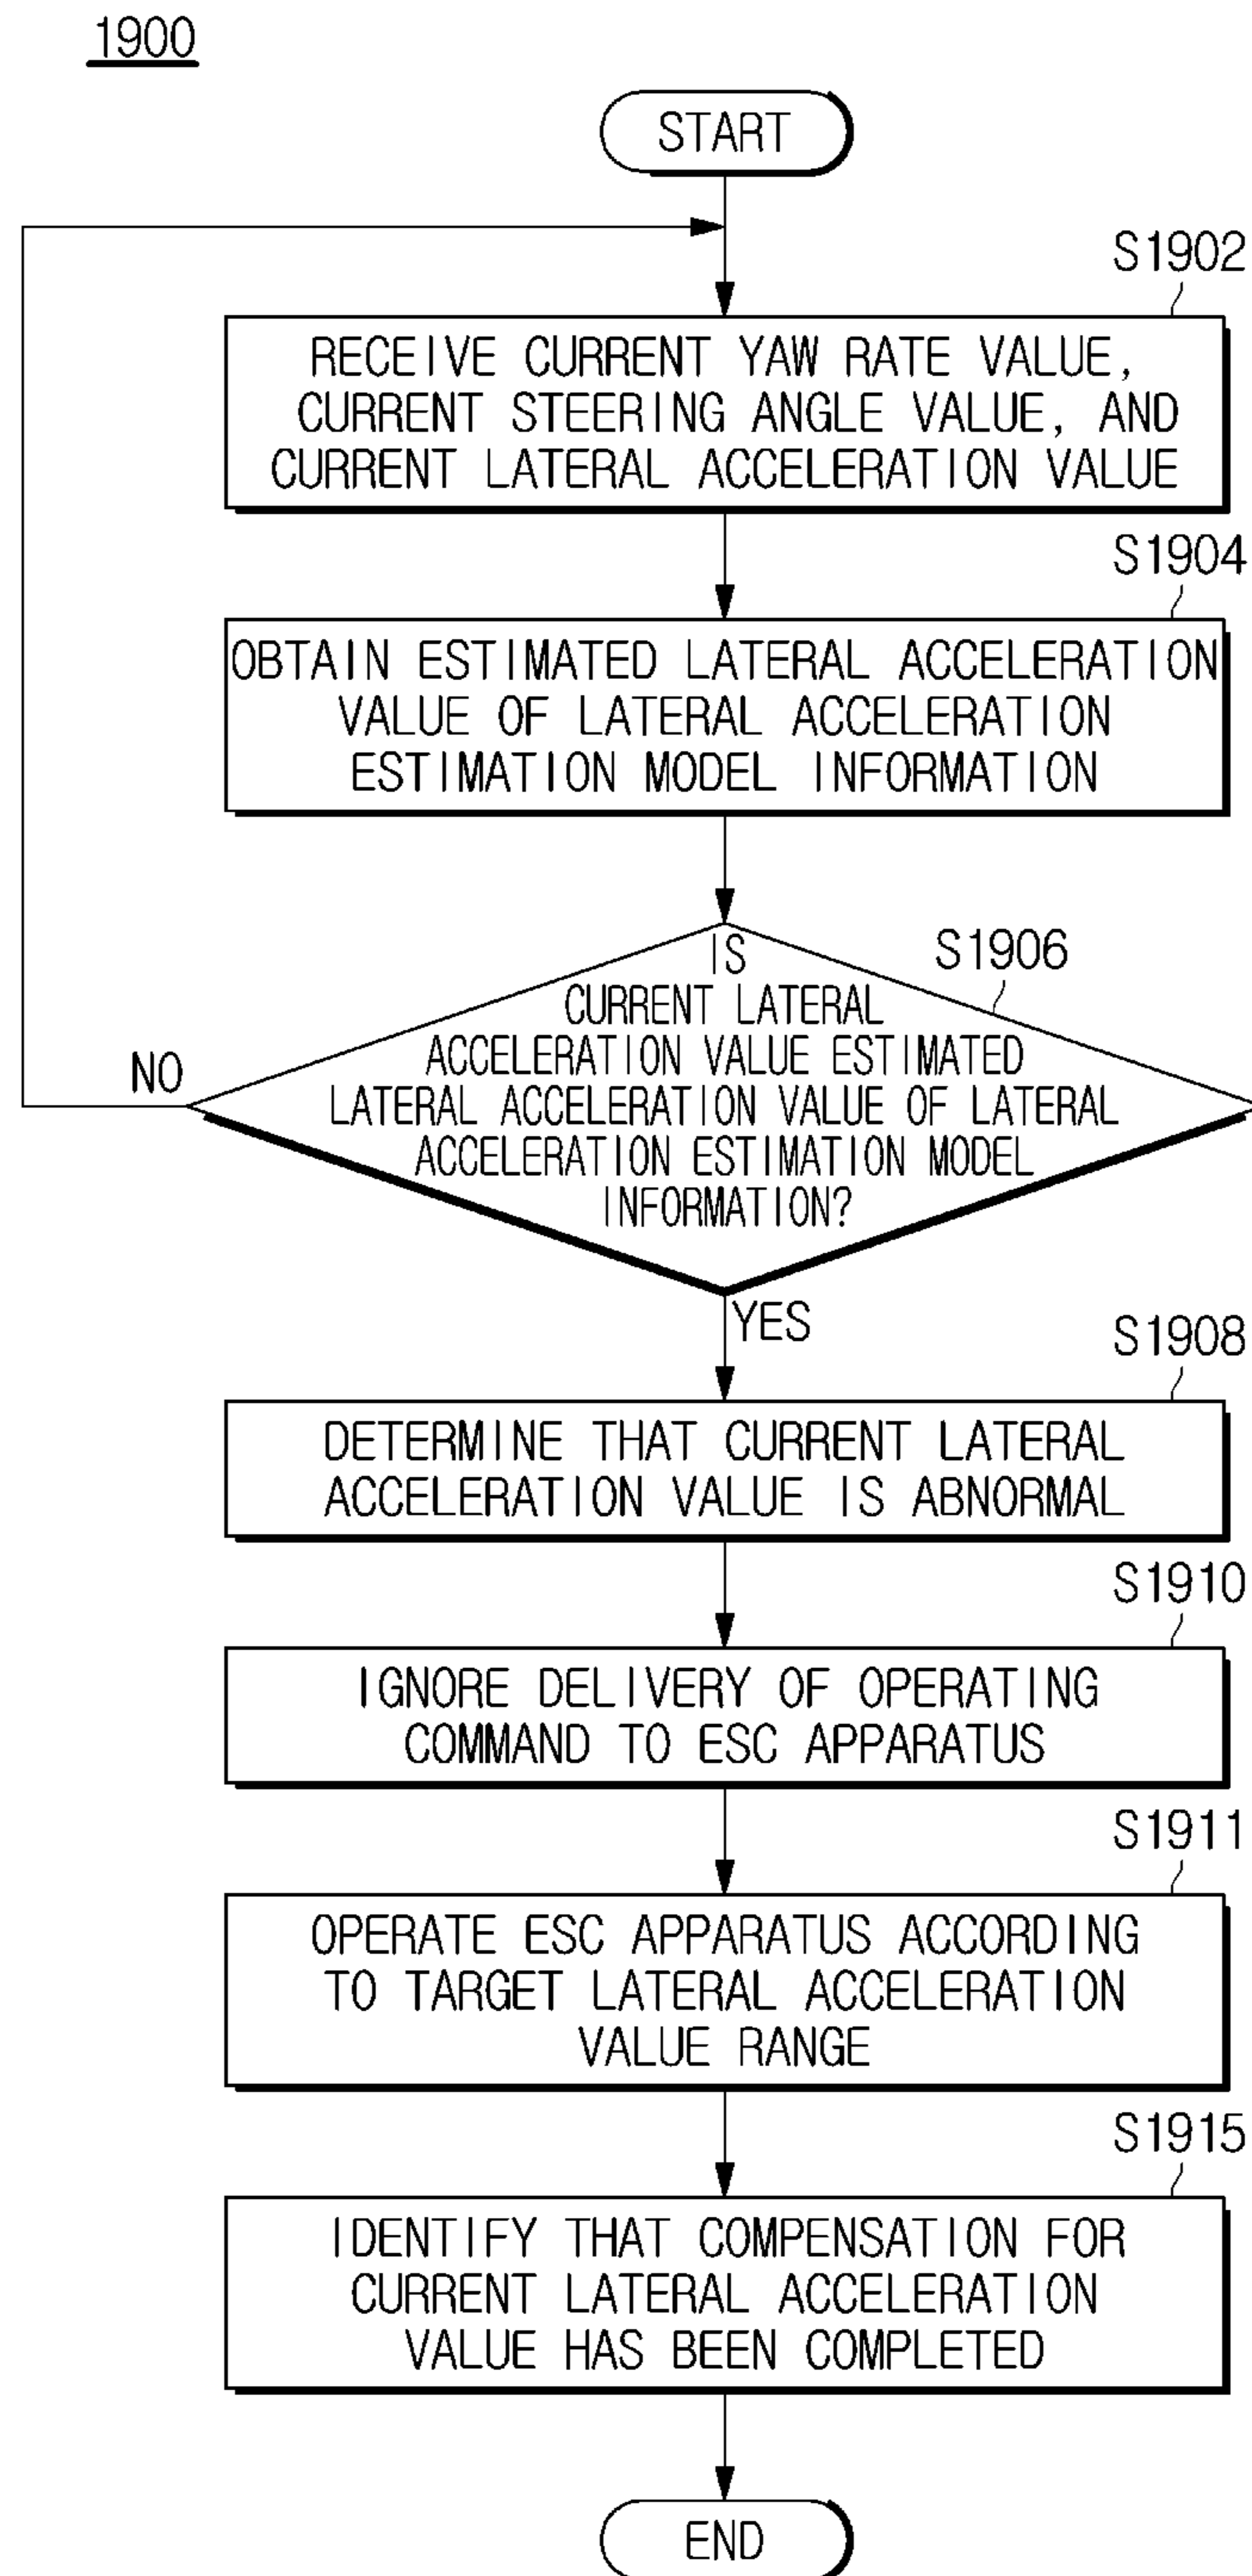 1900
START
S1902
RECEIVE CURRENT YAW RATE VALUE,
CURRENT STEERING ANGLE VALUE, AND
CURRENT LATERAL ACCELERATION VALUE
S1904
OBTAIN ESTIMATED LATERAL ACCELERATION
VALUE OF LATERAL ACCELERATION
ESTIMATION MODEL INFORMATION
S1906
IS
CURRENT LATERAL
ACCELERATION VALUE ESTIMATED
LATERAL ACCELERATION VALUE OF LATERAL
ACCELERATION ESTIMATION MODEL
INFORMATION?
NO
YES
S1908
DETERMINE THAT CURRENT LATERAL
ACCELERATION VALUE IS ABNORMAL
S1910
IGNORE DELIVERY OF OPERATING
COMMAND TO ESC APPARATUS
S1911
OPERATE ESC APPARATUS ACCORDING
TO TARGET LATERAL ACCELERATION
VALUE RANGE
S1915
IDENTIFY THAT COMPENSATION FOR
CURRENT LATERAL ACCELERATION
VALUE HAS BEEN COMPLETED
END